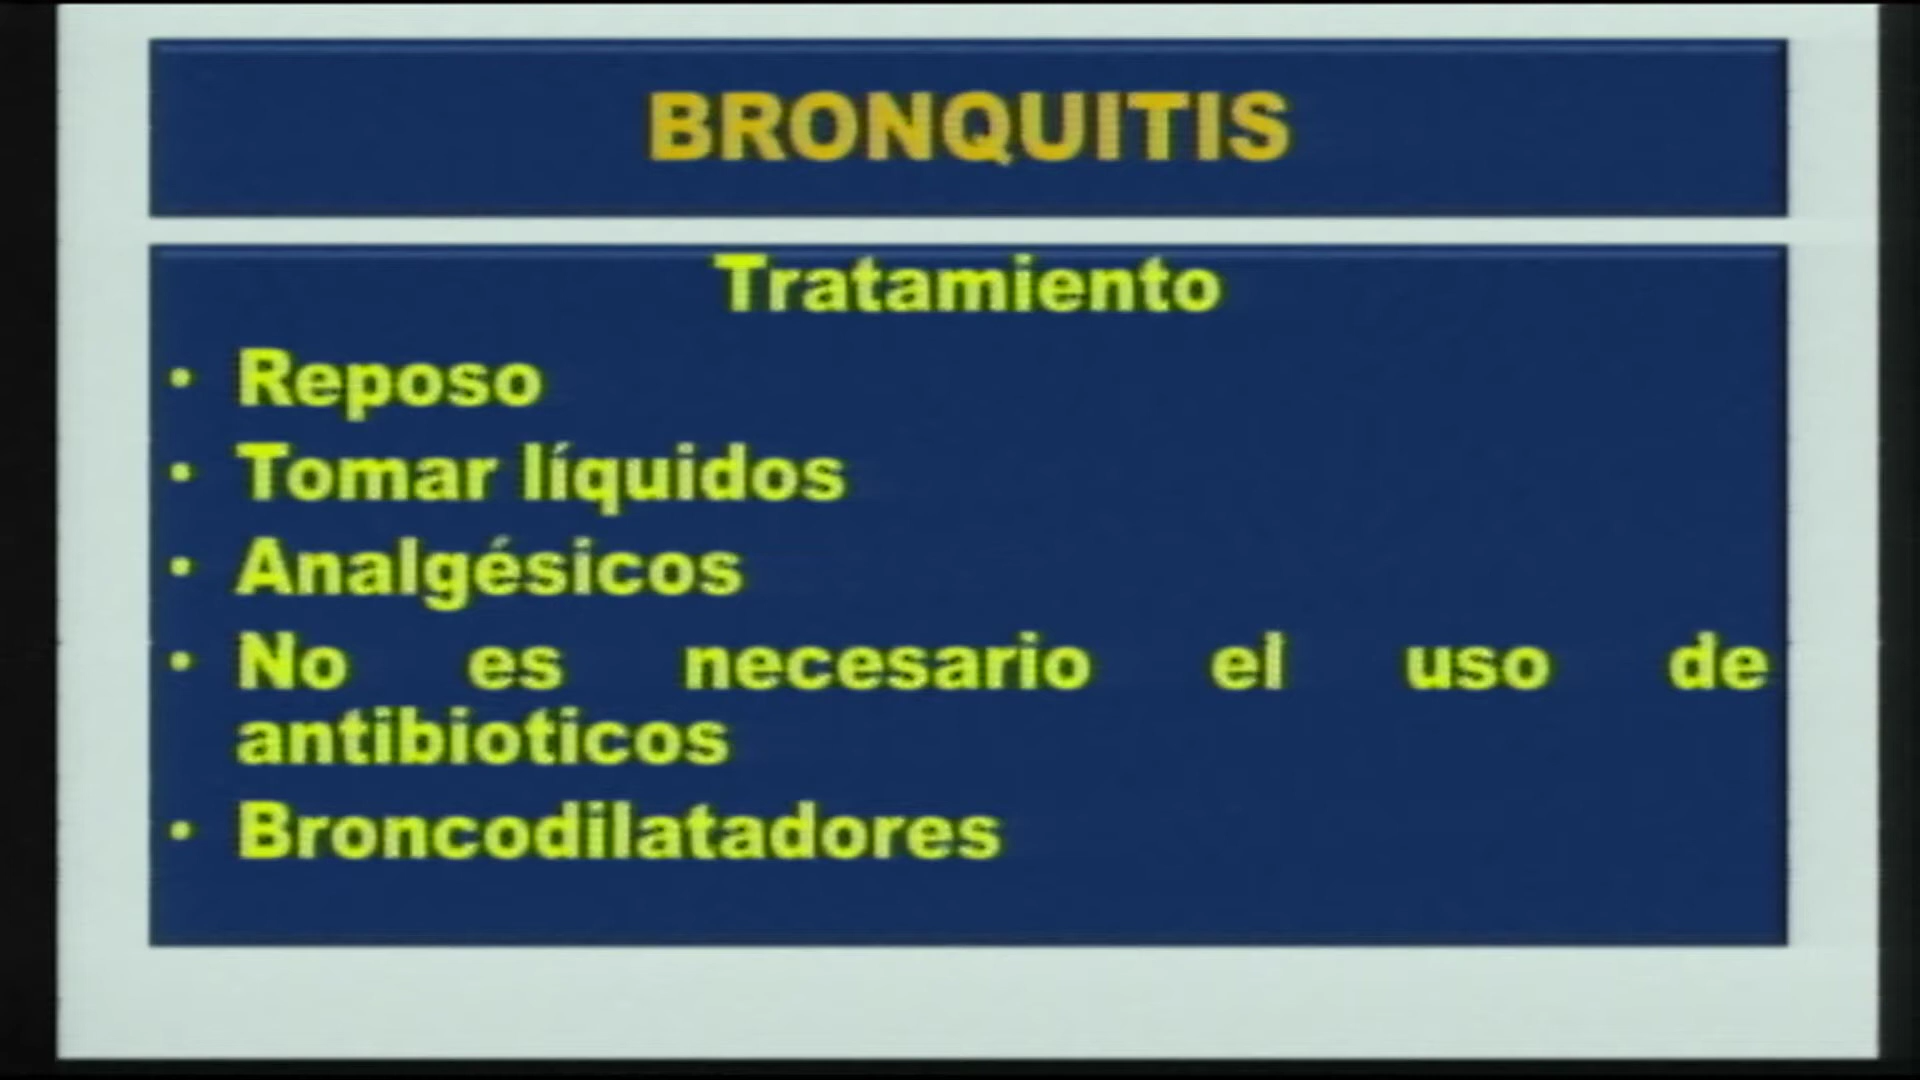 BRONQUITIS
Tratamiento
• Reposo
• Tomar líquidos
• Analgésicos
• No es necesario el uso de
antibioticos
• Broncodilatadores